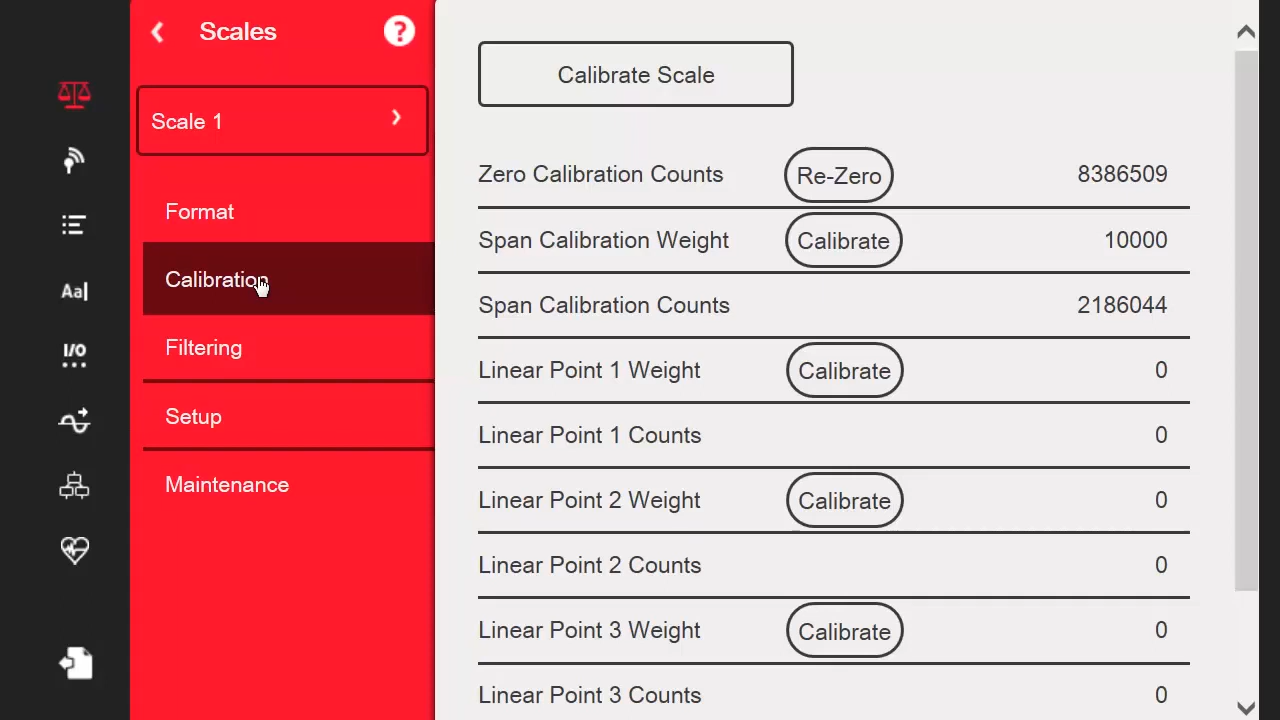 Scales
?
Scale 1
Format
Calibration
Filtering
Setup
Maintenance
Aa
I/O
Calibrate Scale
Zero Calibration Counts Re-Zero 8386509
Span Calibration Weight Calibrate 10000
Span Calibration Counts 2186044
Linear Point 1 Weight Calibrate 0
Linear Point 1 Counts 0
Linear Point 2 Weight Calibrate 0
Linear Point 2 Counts 0
Linear Point 3 Weight Calibrate 0
Linear Point 3 Counts 0